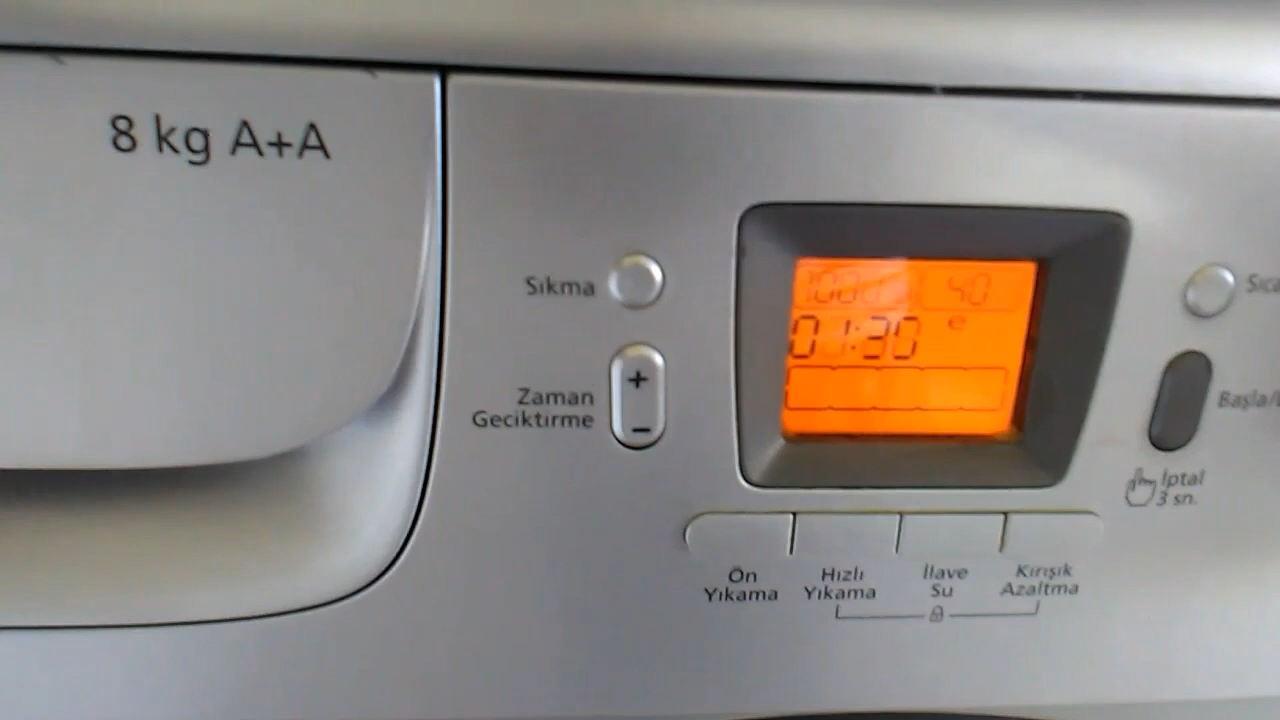 8 kg A+A
Sıkma
Zaman
Geciktirme
+
−
1000 40
01:30 e
Başla/
İptal
3 sn.
Ön
Yıkama
Hızlı
Yıkama
İlave
Su
Kırışık
Azaltma